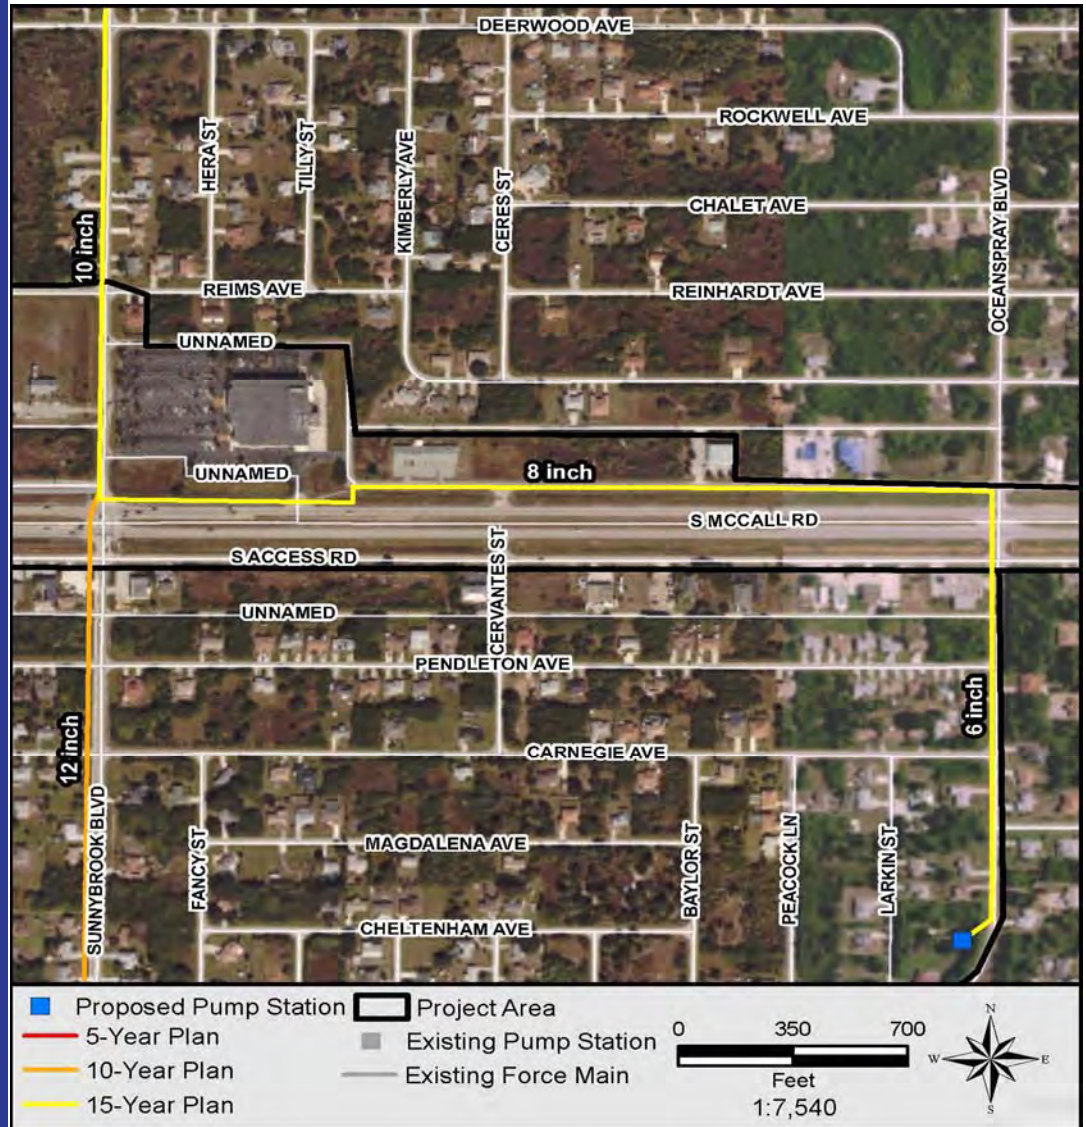 DEERWOOD AVE
ROCKWELL AVE
HERA ST
TILLY ST
KIMBERLY AVE
CERES ST
CHALET AVE
OCEANSPRAY BLVD
10 inch
REIMS AVE
REINHARDT AVE
UNNAMED
UNNAMED
8 inch
S MCCALL RD
S ACCESS RD
CERVANTES ST
UNNAMED
PENDLETON AVE
6 inch
12 inch
CARNEGIE AVE
SUNNYBROOK BLVD
FANCY ST
MAGDALENA AVE
BAYLOR ST
PEACOCK LN
LARKIN ST
CHELTENHAM AVE
Proposed Pump Station
5-Year Plan
10-Year Plan
15-Year Plan
Project Area
Existing Pump Station
Existing Force Main
0 350 700
Feet
1:7,540
N
W E
S